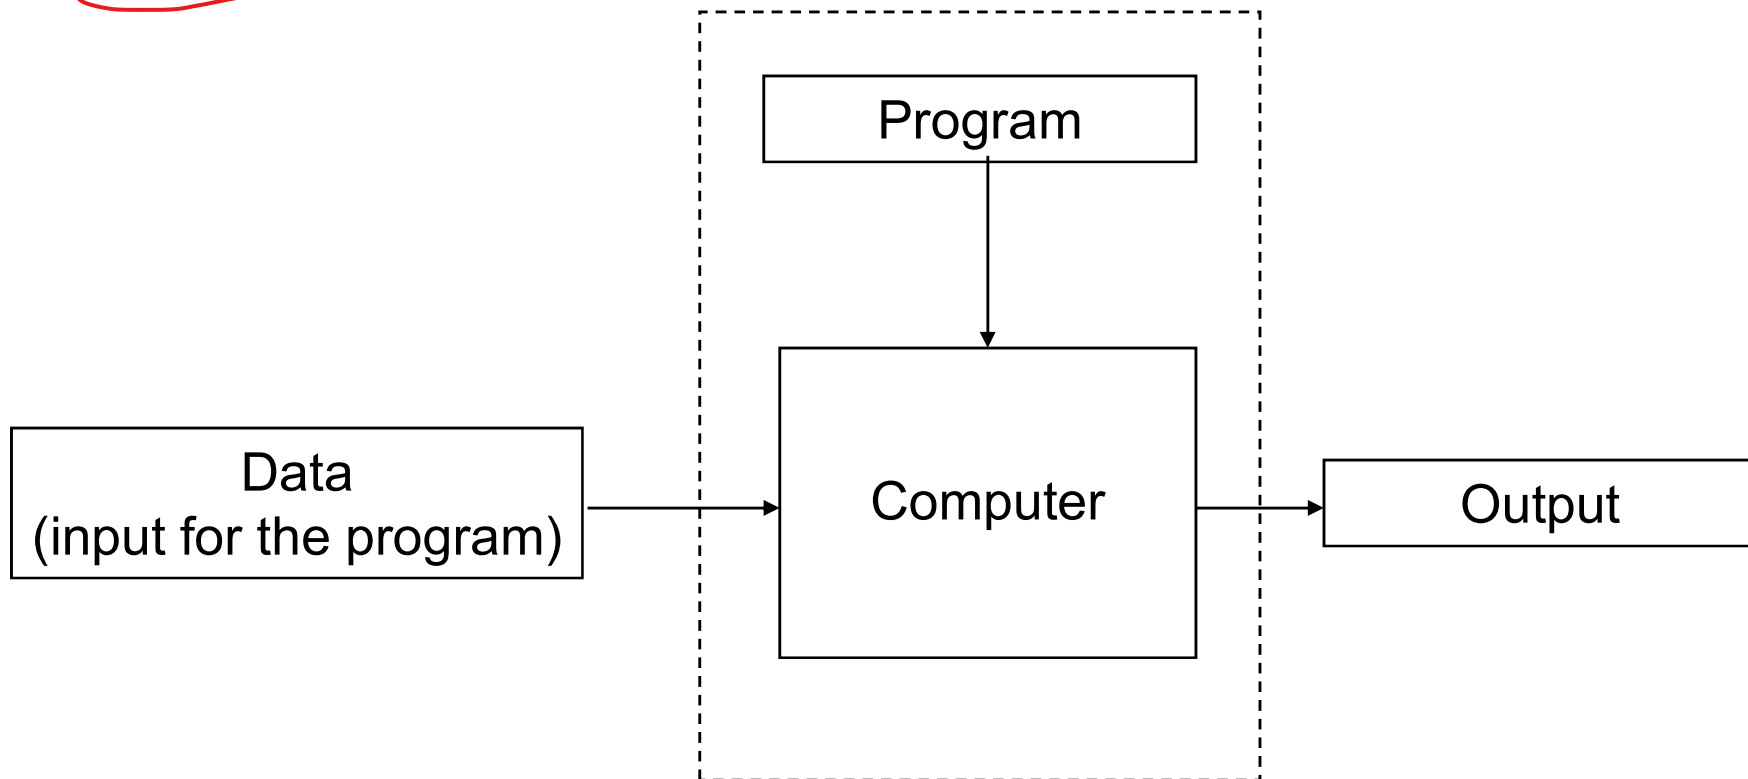 Program
Data
(input for the program)
Computer
Output